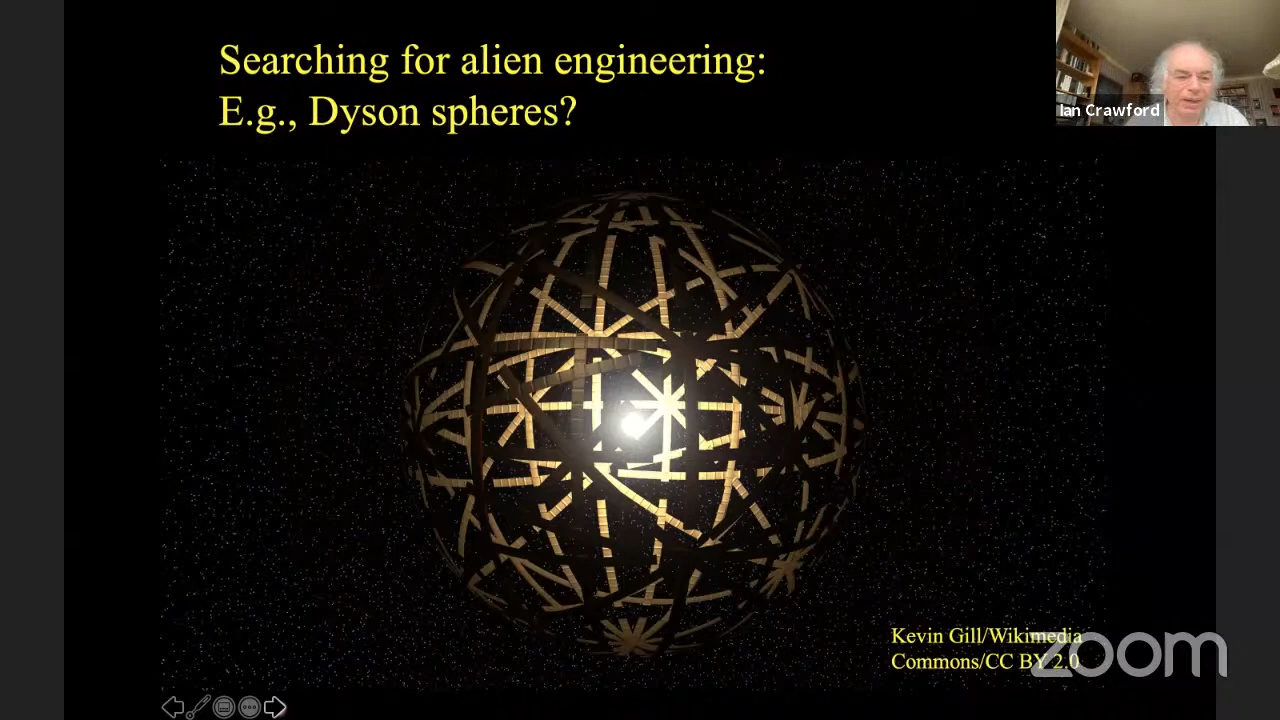 Searching for alien engineering:
E.g., Dyson spheres?
Ian Crawford
Kevin Gill/Wikimedia
Commons/CC BY 2.0
zoom